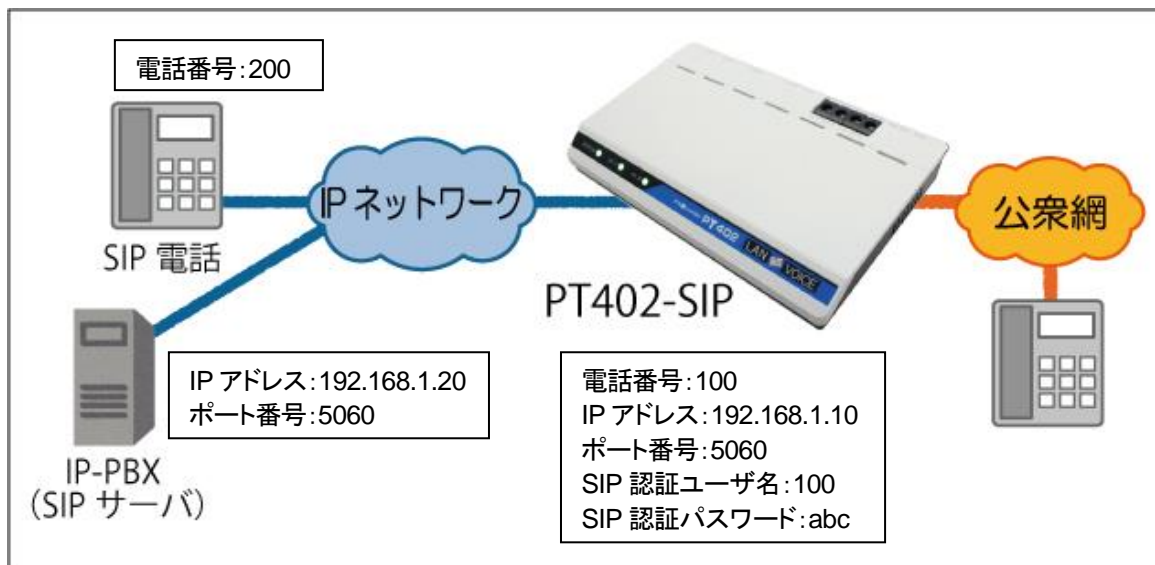 電話番号:200
SIP 電話
IP ネットワーク
PT402
LAN VOICE
公衆網
PT402-SIP
IP アドレス:192.168.1.20
ポート番号:5060
IP-PBX
(SIP サーバ)
電話番号:100
IP アドレス:192.168.1.10
ポート番号:5060
SIP 認証ユーザ名:100
SIP 認証パスワード:abc